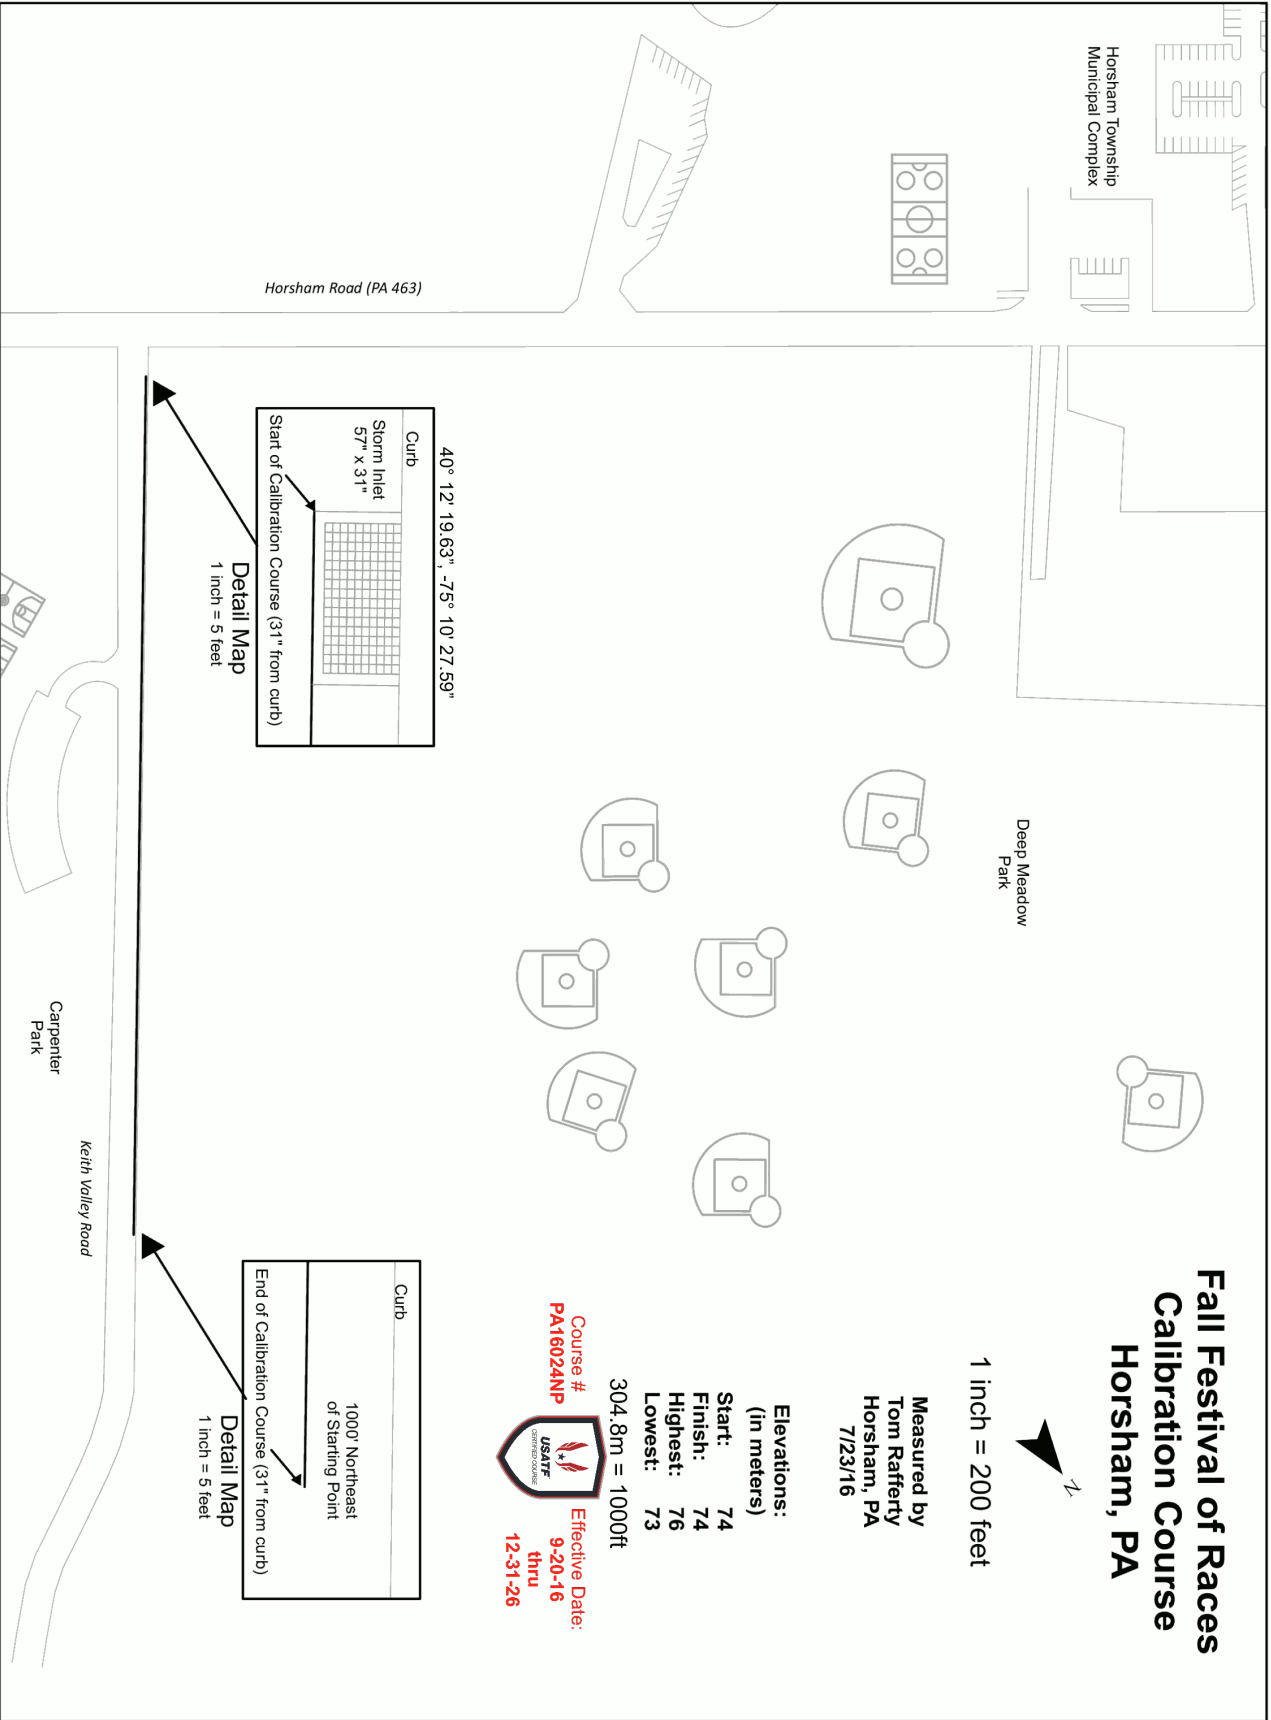 Fall Festival of Races
Calibration Course
Horsham, PA
1 inch = 200 feet
N
Measured by
Tom Rafferty
Horsham, PA
7/23/16
Elevations:
(in meters)
Start: 74
Finish: 74
Highest: 76
Lowest: 73
304.8m = 1000ft
Course #
PA16024NP
USATF
CERTIFIED COURSE
Effective Date:
9-20-16
thru
12-31-26
Horsham Township
Municipal Complex
Deep Meadow
Park
Horsham Road (PA 463)
40° 12' 19.63", -75° 10' 27.59"
Curb
Storm Inlet
57" x 31"
Start of Calibration Course (31" from curb)
Detail Map
1 inch = 5 feet
Curb
1000' Northeast
of Starting Point
End of Calibration Course (31" from curb)
Detail Map
1 inch = 5 feet
Keith Valley Road
Carpenter
Park